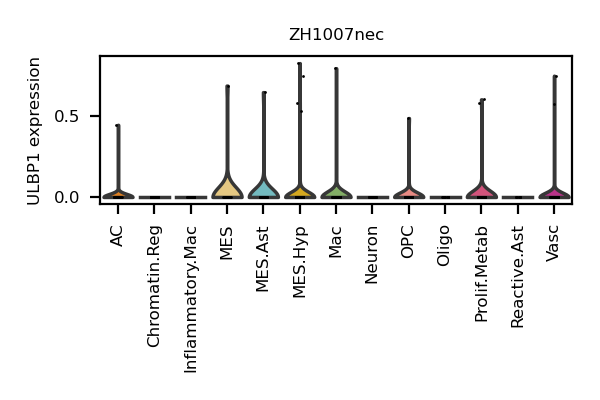 ZH1007nec
ULBP1 expression
0.5
0.0
AC
Chromatin.Reg
Inflammatory.Mac
MES
MES.Ast
MES.Hyp
Mac
Neuron
OPC
Oligo
Prolif.Metab
Reactive.Ast
Vasc